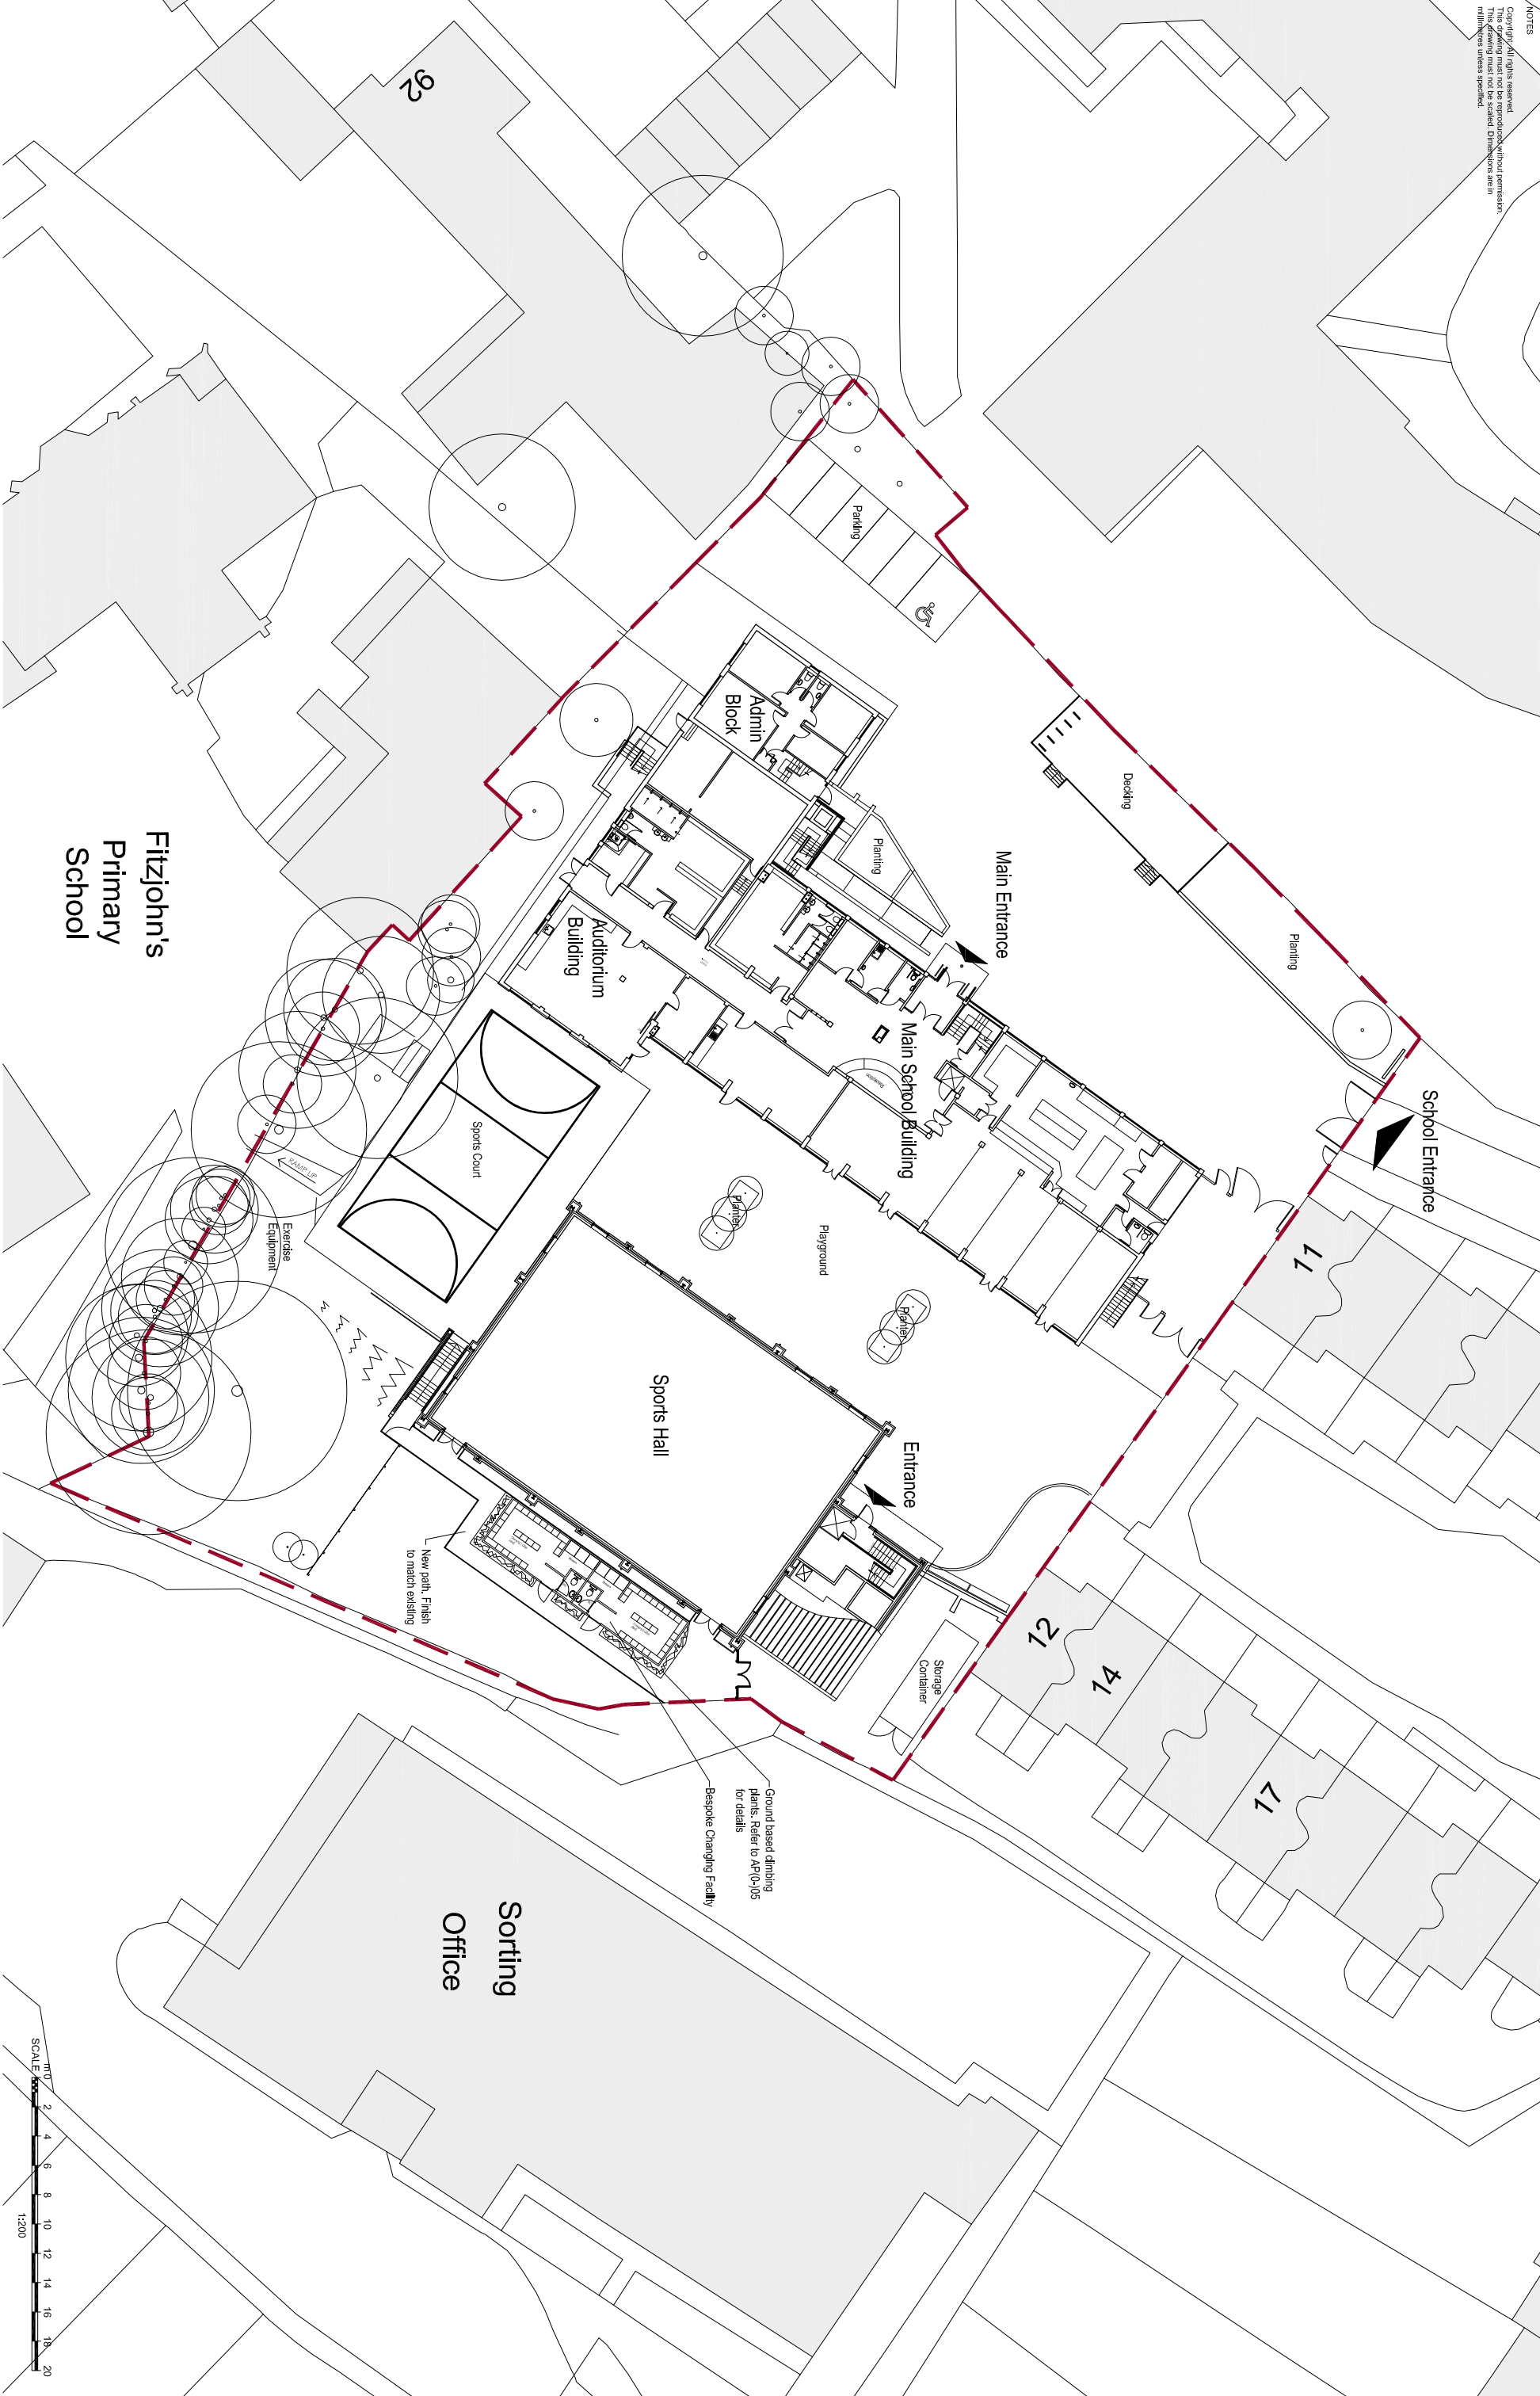 NOTES
Copyright. All rights reserved.
This drawing must not be reproduced without permission.
This drawing must not be scaled. Dimensions are in
millimetres unless specified.
92
Parking
Decking
Planting
School Entrance
Main Entrance
Planting
Admin
Block
Auditorium
Building
Main School Building
Reception
Fitzjohn's
Primary
School
Sports Court
RAMP UP
Exercise
Equipment
Planter
Playground
Planter
11
Sports Hall
Entrance
New path. Finish
to match existing
Storage
Container
12
14
17
Ground based climbing
plants. Refer to AP(0-)05
for details
Bespoke Changing Facility
Sorting
Office
m 0 2 4 6 8 10 12 14 16 18 20
SCALE
1:200